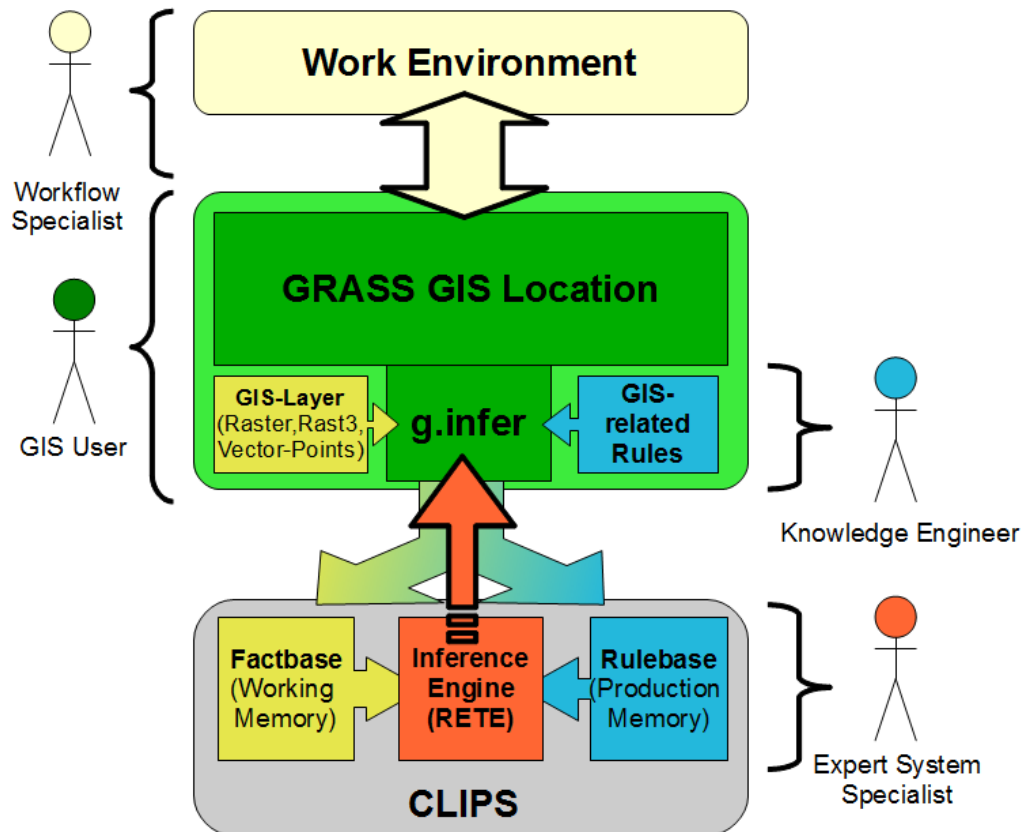 Work Environment
Workflow
Specialist
GRASS GIS Location
GIS User
GIS-Layer
(Raster,Rast3,
Vector-Points)
g.infer
GIS-
related
Rules
Knowledge Engineer
Factbase
(Working
Memory)
Inference
Engine
(RETE)
Rulebase
(Production
Memory)
CLIPS
Expert System
Specialist